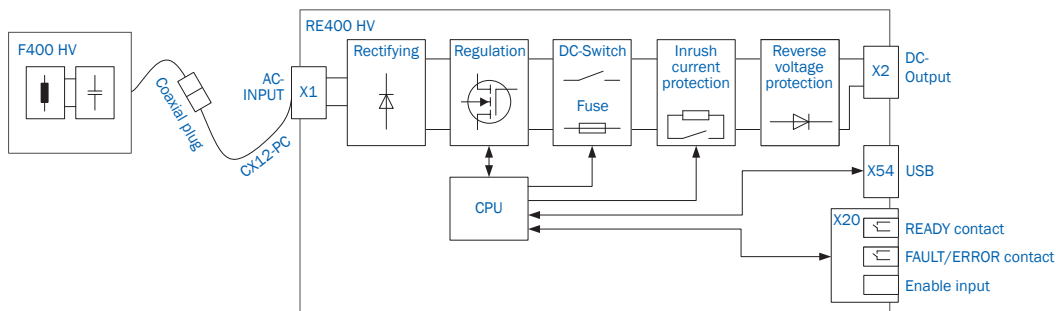 RE400 HV
F400 HV
Coaxial plug
CX12-PC
AC-
INPUT
X1
Rectifying
Regulation
DC-Switch
Fuse
Inrush
current
protection
Reverse
voltage
protection
X2
DC-
Output
CPU
X54
USB
X20
READY contact
FAULT/ERROR contact
Enable input